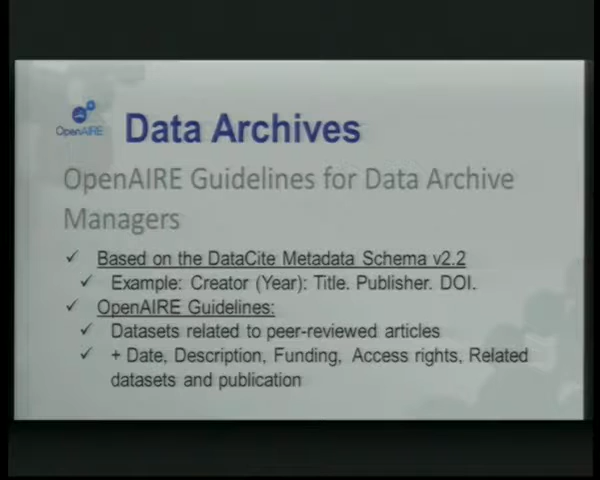 OpenAIRE
Data Archives
OpenAIRE Guidelines for Data Archive
Managers
Based on the DataCite Metadata Schema v2.2
Example: Creator (Year): Title. Publisher. DOI.
OpenAIRE Guidelines:
Datasets related to peer-reviewed articles
+ Date, Description, Funding, Access rights, Related
datasets and publication